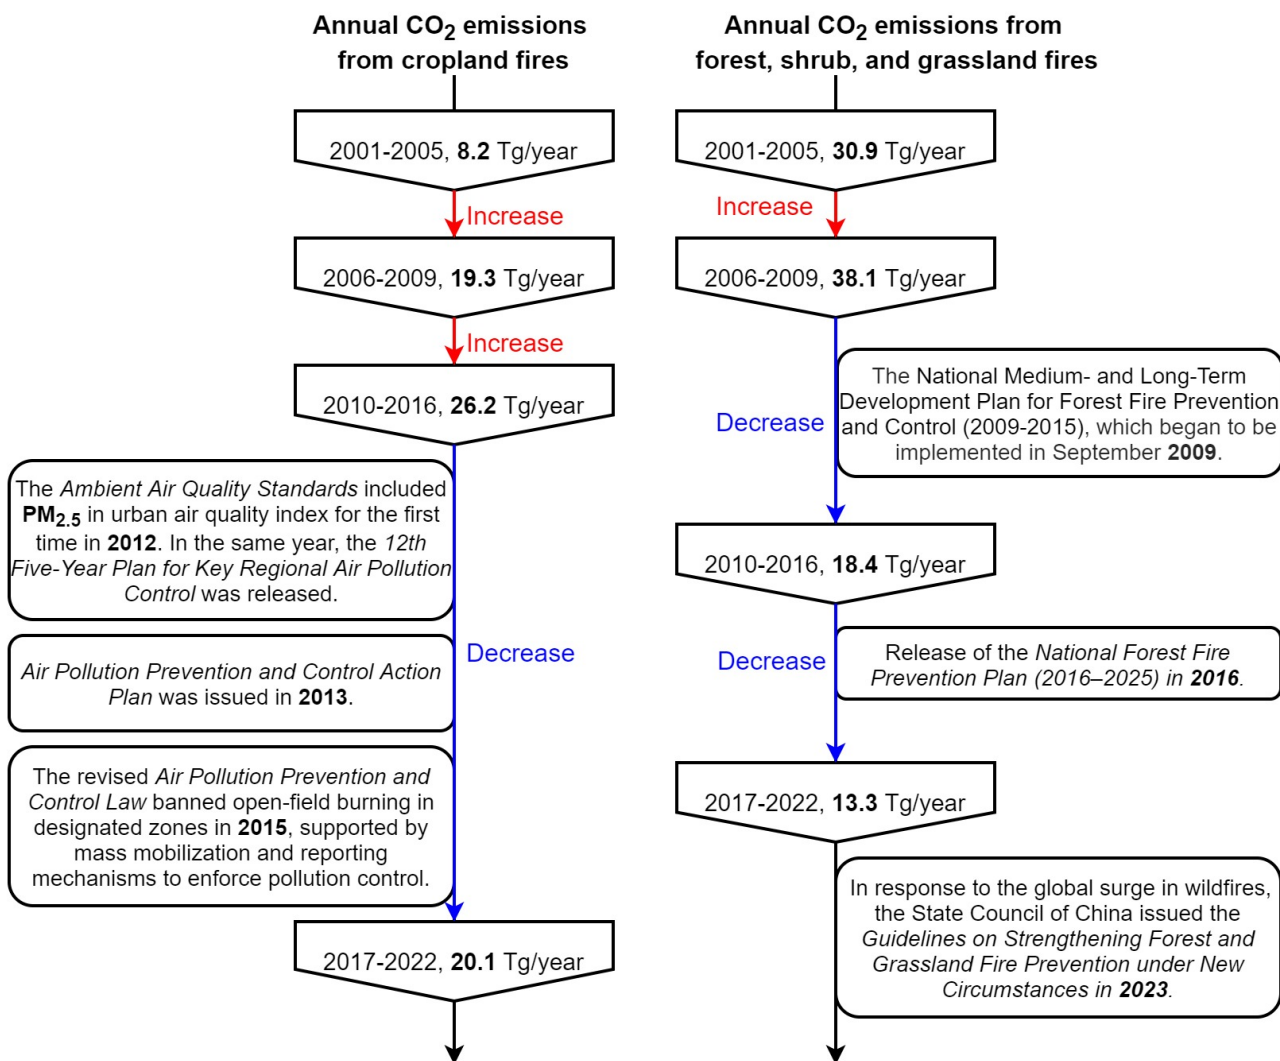 Annual CO2 emissions
from cropland fires
2001-2005, 8.2 Tg/year
Increase
2006-2009, 19.3 Tg/year
Increase
2010-2016, 26.2 Tg/year
The Ambient Air Quality Standards included
PM2.5 in urban air quality index for the first
time in 2012. In the same year, the 12th
Five-Year Plan for Key Regional Air Pollution
Control was released.
Air Pollution Prevention and Control Action
Plan was issued in 2013.
Decrease
The revised Air Pollution Prevention and
Control Law banned open-field burning in
designated zones in 2015, supported by
mass mobilization and reporting
mechanisms to enforce pollution control.
2017-2022, 20.1 Tg/year
Annual CO2 emissions from
forest, shrub, and grassland fires
2001-2005, 30.9 Tg/year
Increase
2006-2009, 38.1 Tg/year
Decrease
The National Medium- and Long-Term
Development Plan for Forest Fire Prevention
and Control (2009-2015), which began to be
implemented in September 2009.
2010-2016, 18.4 Tg/year
Decrease
Release of the National Forest Fire
Prevention Plan (2016–2025) in 2016.
2017-2022, 13.3 Tg/year
In response to the global surge in wildfires,
the State Council of China issued the
Guidelines on Strengthening Forest and
Grassland Fire Prevention under New
Circumstances in 2023.